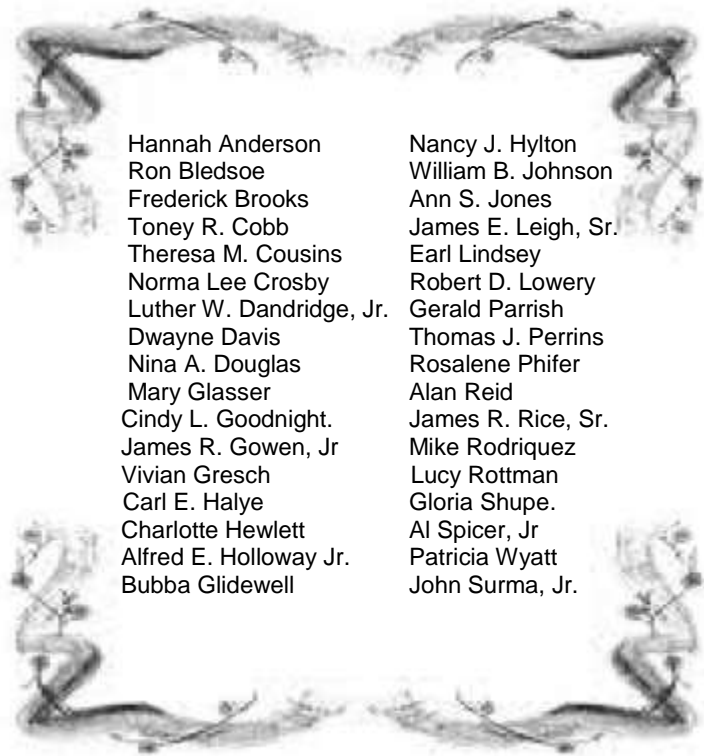 Hannah Anderson
Ron Bledsoe
Frederick Brooks
Toney R. Cobb
Theresa M. Cousins
Norma Lee Crosby
Luther W. Dandridge, Jr.
Dwayne Davis
Nina A. Douglas
Mary Glasser
Cindy L. Goodnight.
James R. Gowen, Jr
Vivian Gresch
Carl E. Halye
Charlotte Hewlett
Alfred E. Holloway Jr.
Bubba Glidewell
Nancy J. Hylton
William B. Johnson
Ann S. Jones
James E. Leigh, Sr.
Earl Lindsey
Robert D. Lowery
Gerald Parrish
Thomas J. Perrins
Rosalene Phifer
Alan Reid
James R. Rice, Sr.
Mike Rodriquez
Lucy Rottman
Gloria Shupe.
Al Spicer, Jr
Patricia Wyatt
John Surma, Jr.